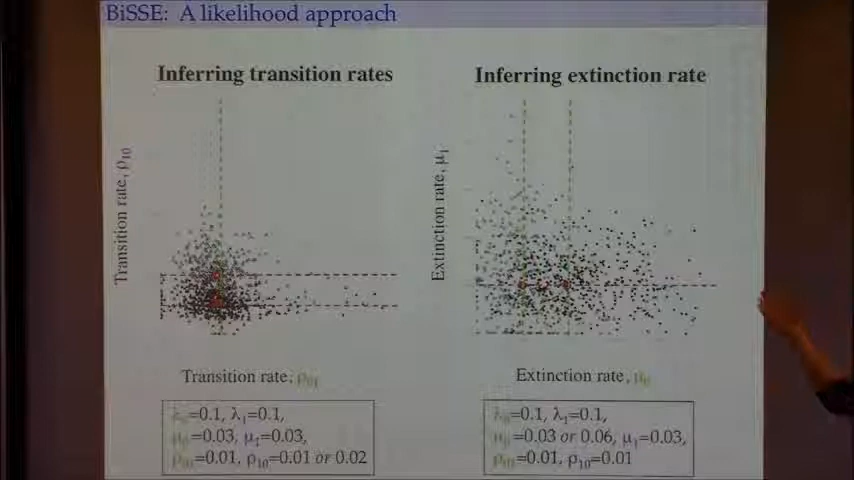 BiSSE: A likelihood approach
Inferring transition rates
Inferring extinction rate
Transition rate, ρ₁₀
Extinction rate, μ₁
Transition rate, ρ₀₁
Extinction rate, μ₀
λ₀=0.1, λ₁=0.1,
μ₀=0.03, μ₁=0.03,
ρ₀₁=0.01, ρ₁₀=0.01 or 0.02
λ₀=0.1, λ₁=0.1,
μ₀=0.03 or 0.06, μ₁=0.03,
ρ₀₁=0.01, ρ₁₀=0.01